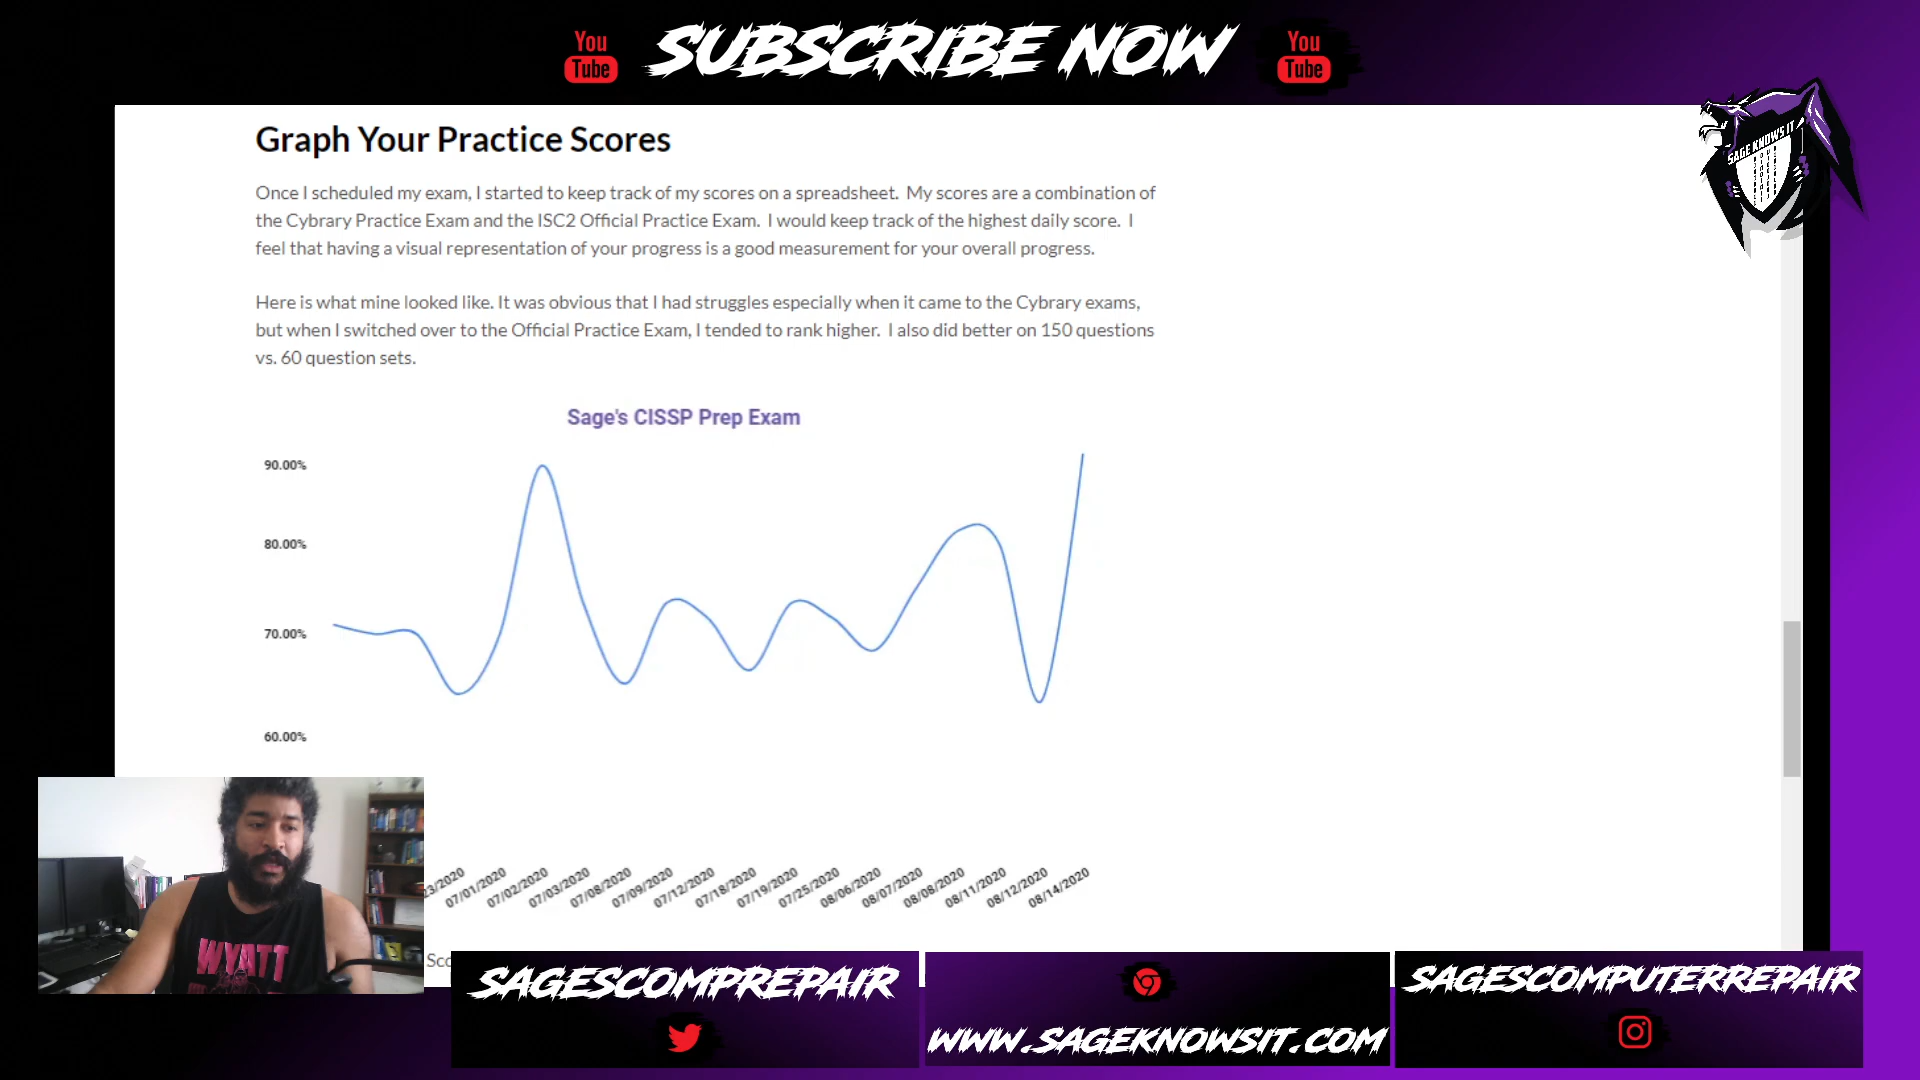 You
Tube
SUBSCRIBE NOW
You
Tube
SAGE KNOWS IT
Graph Your Practice Scores
Once I scheduled my exam, I started to keep track of my scores on a spreadsheet.  My scores are a combination of
the Cybrary Practice Exam and the ISC2 Official Practice Exam.  I would keep track of the highest daily score.  I
feel that having a visual representation of your progress is a good measurement for your overall progress.
Here is what mine looked like. It was obvious that I had struggles especially when it came to the Cybrary exams,
but when I switched over to the Official Practice Exam, I tended to rank higher.  I also did better on 150 questions
vs. 60 question sets.
Sage's CISSP Prep Exam
90.00%
80.00%
70.00%
60.00%
23/2020
07/01/2020
07/02/2020
07/03/2020
07/08/2020
07/09/2020
07/12/2020
07/18/2020
07/19/2020
07/25/2020
08/06/2020
08/07/2020
08/08/2020
08/11/2020
08/12/2020
08/14/2020
WYATT
Sco
SAGESCOMPREPAIR
WWW.SAGEKNOWSIT.COM
SAGESCOMPUTERREPAIR